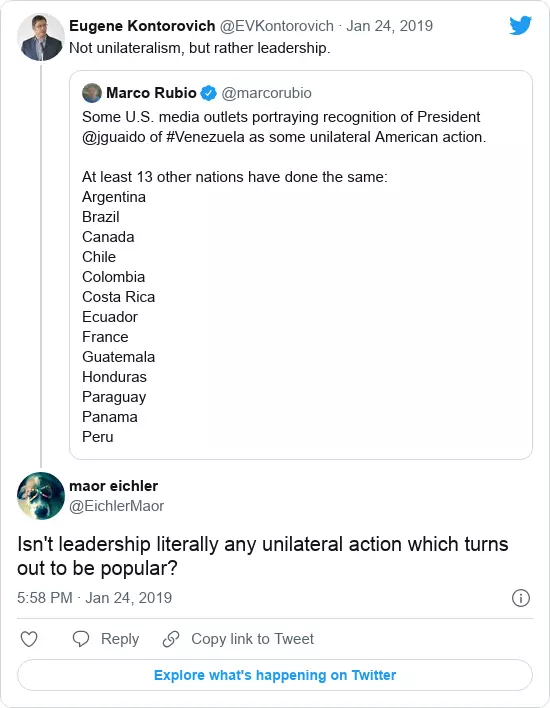 Eugene Kontorovich @EVKontorovich · Jan 24, 2019
Not unilateralism, but rather leadership.
Marco Rubio @marcorubio
Some U.S. media outlets portraying recognition of President
@jguaido of #Venezuela as some unilateral American action.
At least 13 other nations have done the same:
Argentina
Brazil
Canada
Chile
Colombia
Costa Rica
Ecuador
France
Guatemala
Honduras
Paraguay
Panama
Peru
maor eichler
@EichlerMaor
Isn't leadership literally any unilateral action which turns
out to be popular?
5:58 PM · Jan 24, 2019
Reply Copy link to Tweet
Explore what's happening on Twitter